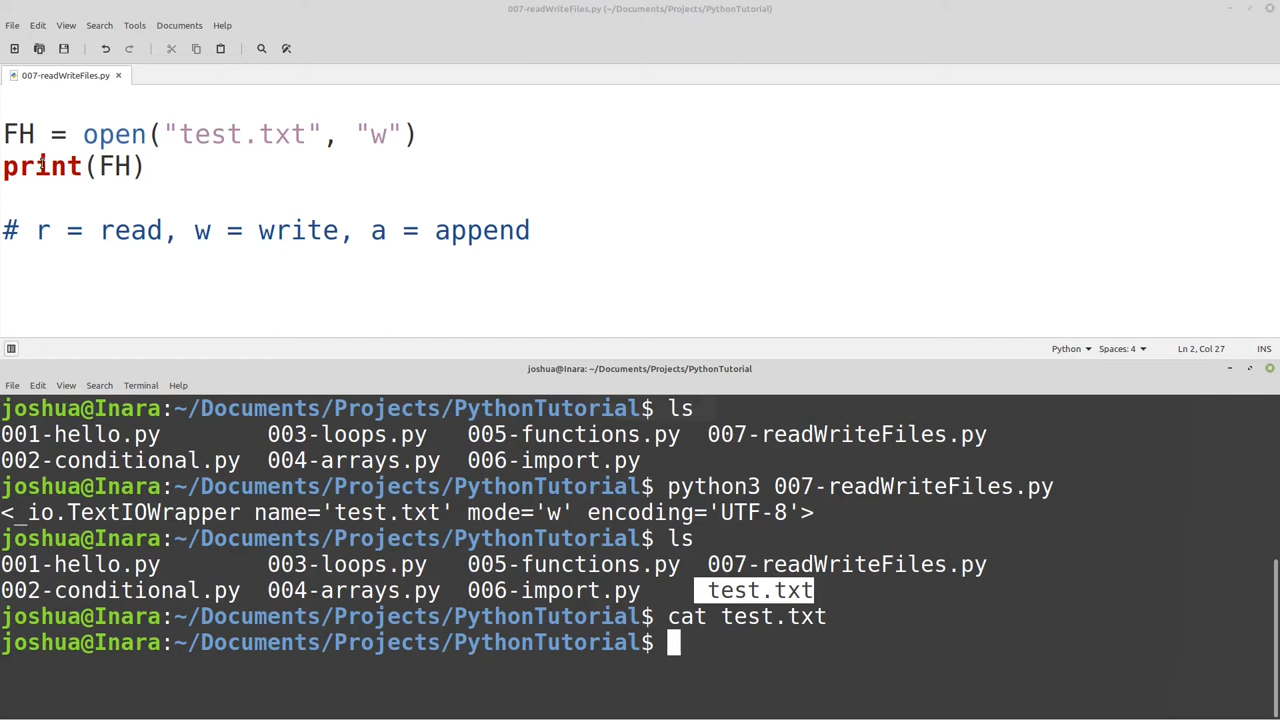 007-readWriteFiles.py (~/Documents/Projects/PythonTutorial)
File Edit View Search Tools Documents Help
007-readWriteFiles.py
FH = open("test.txt", "w")
print(FH)
# r = read, w = write, a = append
Python Spaces: 4 Ln 2, Col 27 INS
joshua@Inara: ~/Documents/Projects/PythonTutorial
File Edit View Search Terminal Help
joshua@Inara:~/Documents/Projects/PythonTutorial$ ls
001-hello.py 003-loops.py 005-functions.py 007-readWriteFiles.py
002-conditional.py 004-arrays.py 006-import.py
joshua@Inara:~/Documents/Projects/PythonTutorial$ python3 007-readWriteFiles.py
<_io.TextIOWrapper name='test.txt' mode='w' encoding='UTF-8'>
joshua@Inara:~/Documents/Projects/PythonTutorial$ ls
001-hello.py 003-loops.py 005-functions.py 007-readWriteFiles.py
002-conditional.py 004-arrays.py 006-import.py test.txt
joshua@Inara:~/Documents/Projects/PythonTutorial$ cat test.txt
joshua@Inara:~/Documents/Projects/PythonTutorial$